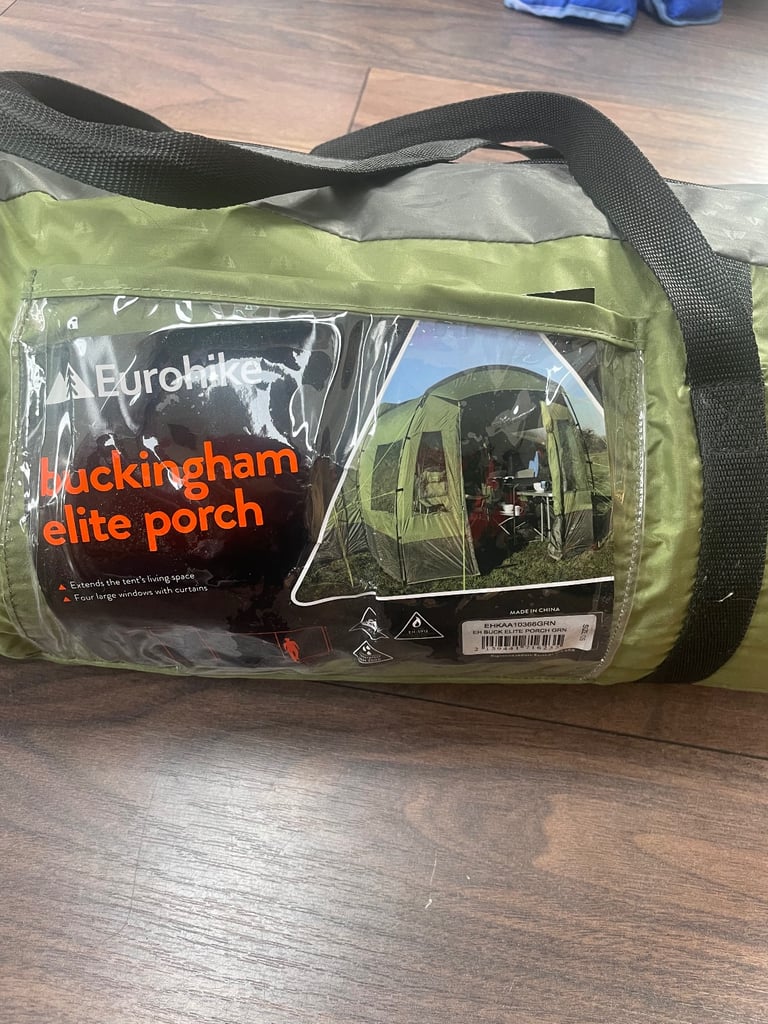 Eurohike
buckingham
elite porch
Extends the tent's living space
Four large windows with curtains
MADE IN CHINA
EHKAA10366GRN
EH BUCK ELITE PORCH GRN